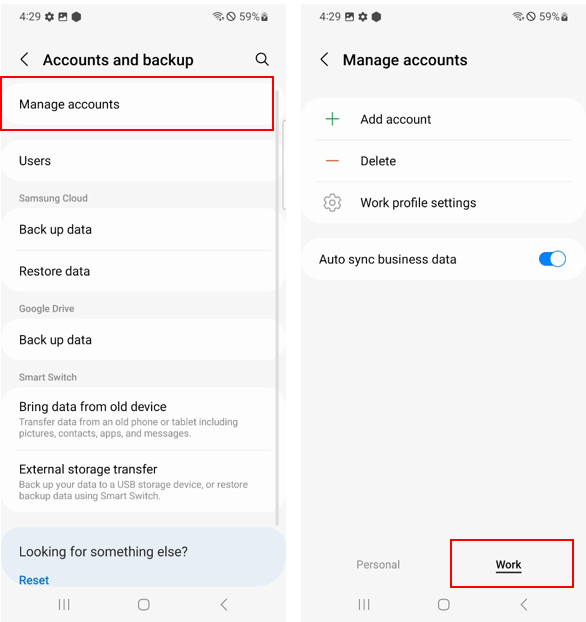 4:29 59%
Accounts and backup
Manage accounts
Users
Samsung Cloud
Back up data
Restore data
Google Drive
Back up data
Smart Switch
Bring data from old device
Transfer data from an old phone or tablet including
pictures, contacts, apps, and messages.
External storage transfer
Back up your data to a USB storage device, or restore
backup data using Smart Switch.
Looking for something else?
Reset
4:29 59%
Manage accounts
Add account
Delete
Work profile settings
Auto sync business data
Personal Work